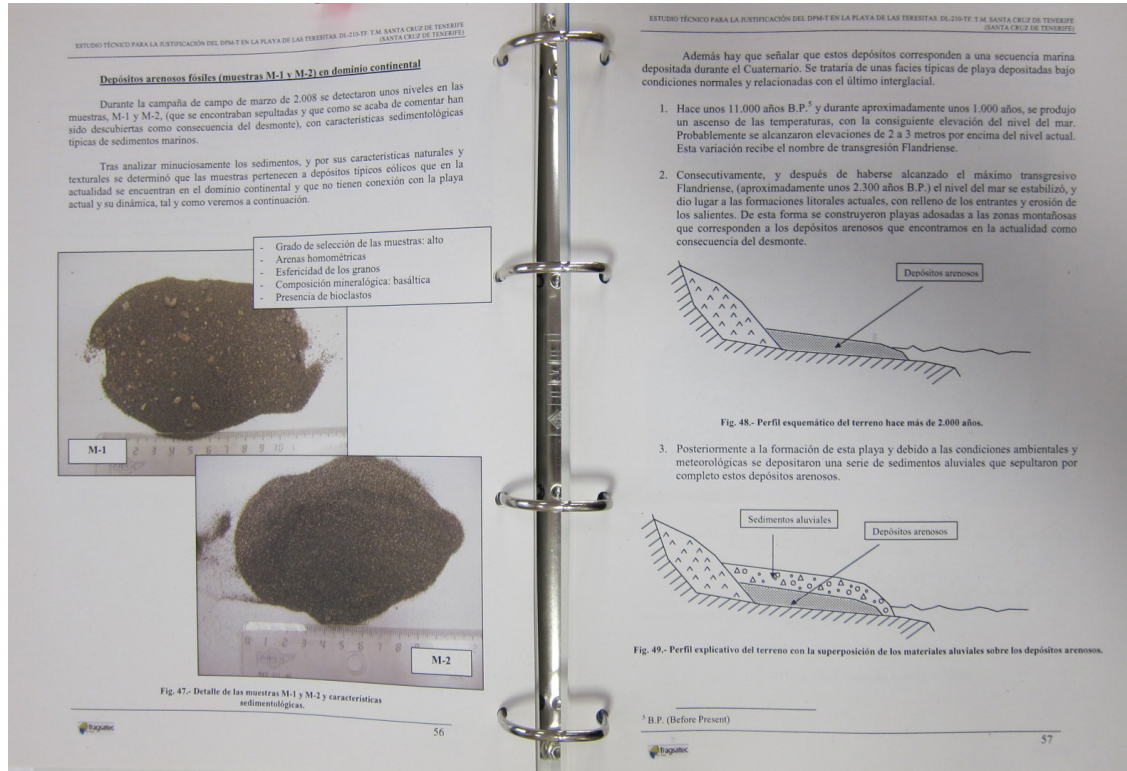 ESTUDIO TÉCNICO PARA LA JUSTIFICACIÓN DEL DPM-T EN LA PLAYA DE LAS TERESITAS. DL-210-TF. T.M. SANTA CRUZ DE TENERIFE
(SANTA CRUZ DE TENERIFE)
Depósitos arenosos fósiles (muestras M-1 y M-2) en dominio continental
Durante la campaña de campo de marzo de 2.008 se detectaron unos niveles en las
muestras, M-1 y M-2, (que se encontraban sepultadas y que como se acaba de comentar han
sido descubiertas como consecuencia del desmonte), con características sedimentológicas
típicas de sedimentos marinos.
Tras analizar minuciosamente los sedimentos, y por sus características naturales y
texturales se determinó que las muestras pertenecen a depósitos típicos eólicos que en la
actualidad se encuentran en el dominio continental y que no tienen conexión con la playa
actual y su dinámica, tal y como veremos a continuación.
- Grado de selección de las muestras: alto
- Arenas homométricas
- Esfericidad de los granos
- Composición mineralógica: basáltica
- Presencia de bioclastos
M-1
2 3 4 5 6 7 8 9 10
0 1 2 3 4 5 6 7 8
M-2
Fig. 47.- Detalle de las muestras M-1 y M-2 y características
sedimentológicas.
Tragsatec
56
ESTUDIO TÉCNICO PARA LA JUSTIFICACIÓN DEL DPM-T EN LA PLAYA DE LAS TERESITAS. DL-210-TF. T.M. SANTA CRUZ DE TENERIFE
(SANTA CRUZ DE TENERIFE)
Además hay que señalar que estos depósitos corresponden a una secuencia marina
depositada durante el Cuaternario. Se trataría de unas facies típicas de playa depositadas bajo
condiciones normales y relacionadas con el último interglacial.
1. Hace unos 11.000 años B.P.⁵ y durante aproximadamente unos 1.000 años, se produjo
un ascenso de las temperaturas, con la consiguiente elevación del nivel del mar.
Probablemente se alcanzaron elevaciones de 2 a 3 metros por encima del nivel actual.
Esta variación recibe el nombre de transgresión Flandriense.
2. Consecutivamente, y después de haberse alcanzado el máximo transgresivo
Flandriense, (aproximadamente unos 2.300 años B.P.) el nivel del mar se estabilizó, y
dio lugar a las formaciones litorales actuales, con relleno de los entrantes y erosión de
los salientes. De esta forma se construyeron playas adosadas a las zonas montañosas
que corresponden a los depósitos arenosos que encontramos en la actualidad como
consecuencia del desmonte.
Depósitos arenosos
Fig. 48.- Perfil esquemático del terreno hace más de 2.000 años.
3. Posteriormente a la formación de esta playa y debido a las condiciones ambientales y
meteorológicas se depositaron una serie de sedimentos aluviales que sepultaron por
completo estos depósitos arenosos.
Sedimentos aluviales
Depósitos arenosos
Fig. 49.- Perfil explicativo del terreno con la superposición de los materiales aluviales sobre los depósitos arenosos.
⁵ B.P. (Before Present)
Tragsatec
57